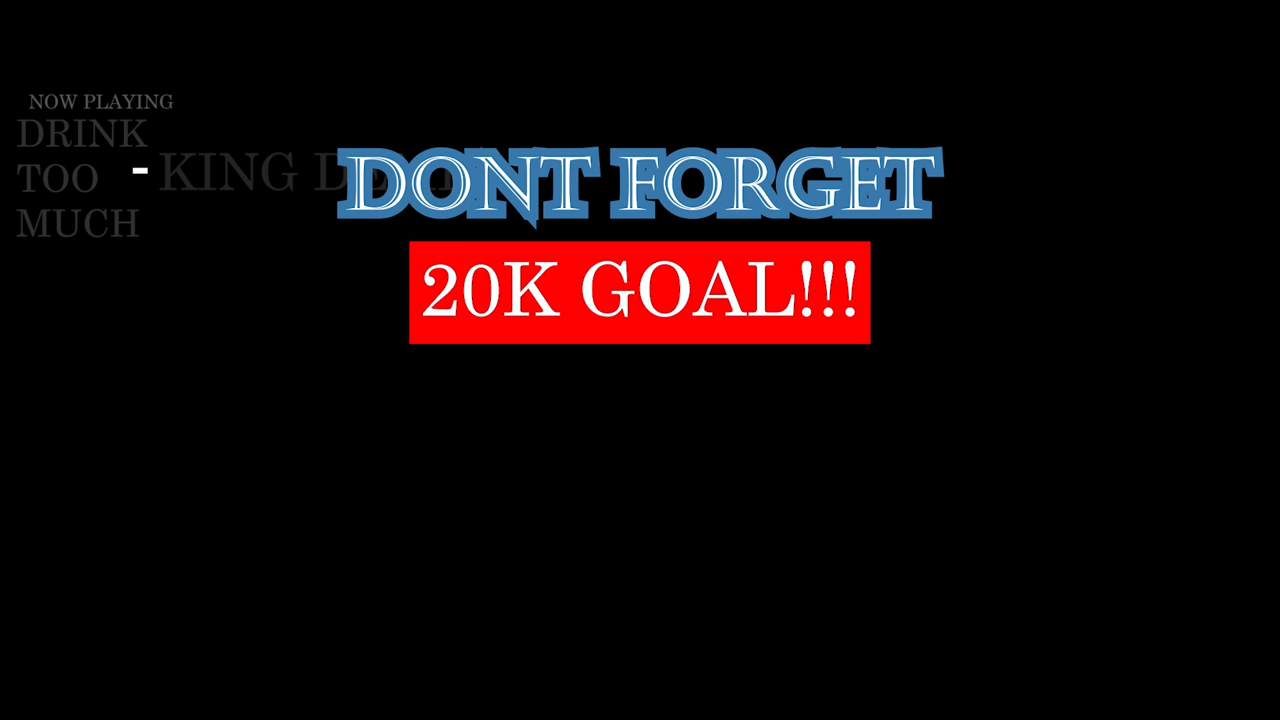 NOW PLAYING
DRINK
TOO
MUCH
- KING
DONT FORGET
20K GOAL!!!